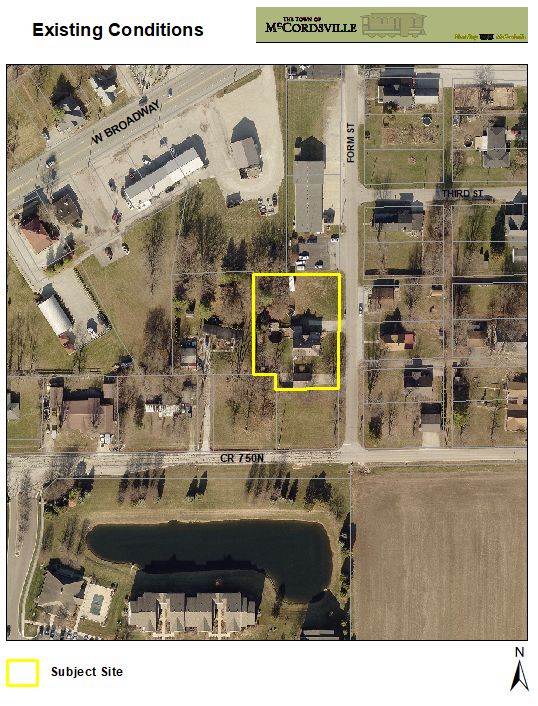 Existing Conditions
THE TOWN OF
MCCORDSVILLE
W BROADWAY
FORM ST
THIRD ST
CR 750N
N
Subject Site